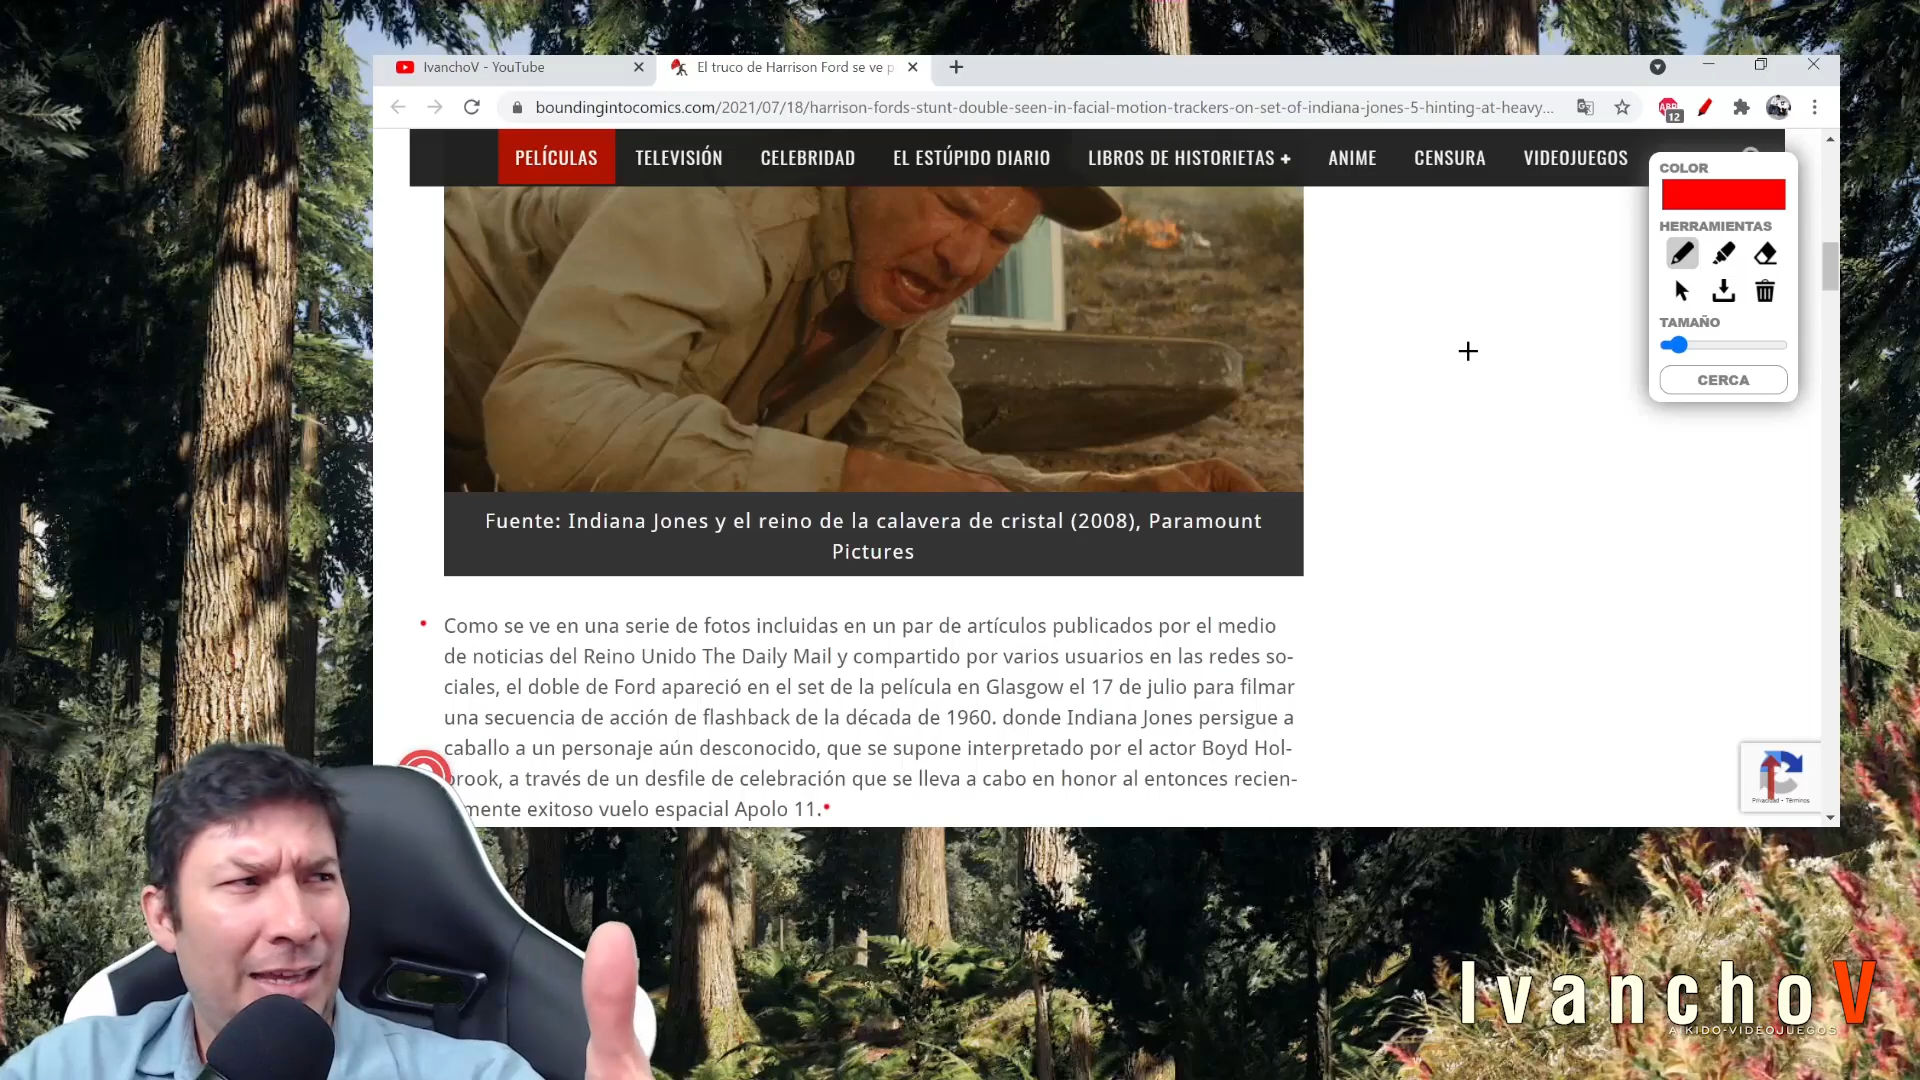 IvanchoV - YouTube
El truco de Harrison Ford se ve p
boundingintocomics.com/2021/07/18/harrison-fords-stunt-double-seen-in-facial-motion-trackers-on-set-of-indiana-jones-5-hinting-at-heavy...
ABP
12
PELÍCULAS TELEVISIÓN CELEBRIDAD EL ESTÚPIDO DIARIO LIBROS DE HISTORIETAS + ANIME CENSURA VIDEOJUEGOS
COLOR
HERRAMIENTAS
TAMAÑO
CERCA
Fuente: Indiana Jones y el reino de la calavera de cristal (2008), Paramount
Pictures
Como se ve en una serie de fotos incluidas en un par de artículos publicados por el medio
de noticias del Reino Unido The Daily Mail y compartido por varios usuarios en las redes so-
ciales, el doble de Ford apareció en el set de la película en Glasgow el 17 de julio para filmar
una secuencia de acción de flashback de la década de 1960. donde Indiana Jones persigue a
caballo a un personaje aún desconocido, que se supone interpretado por el actor Boyd Hol-
brook, a través de un desfile de celebración que se lleva a cabo en honor al entonces recien-
mente exitoso vuelo espacial Apolo 11.
Privacidad - Términos
IvanchoV
AIKIDO-VIDEOJUEGOS